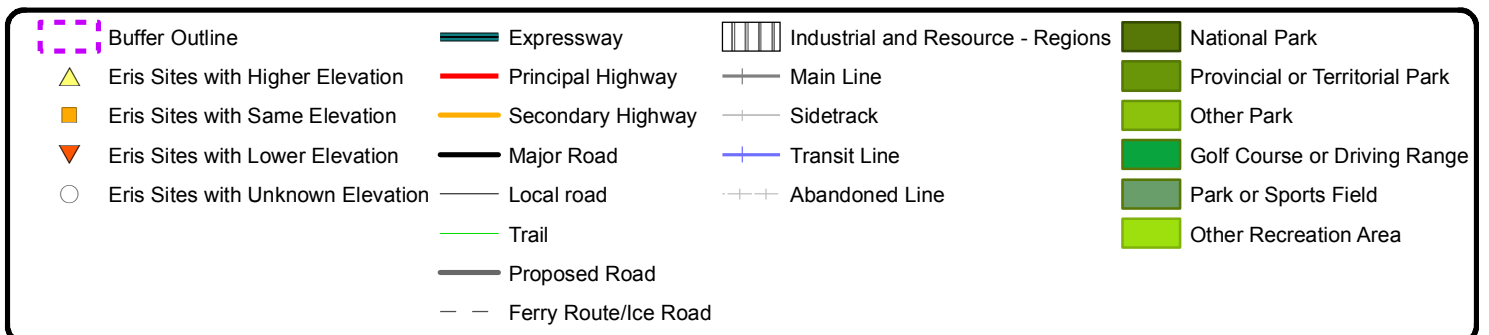 Buffer Outline
Eris Sites with Higher Elevation
Eris Sites with Same Elevation
Eris Sites with Lower Elevation
Eris Sites with Unknown Elevation
Expressway
Principal Highway
Secondary Highway
Major Road
Local road
Trail
Proposed Road
Ferry Route/Ice Road
Industrial and Resource - Regions
Main Line
Sidetrack
Transit Line
Abandoned Line
National Park
Provincial or Territorial Park
Other Park
Golf Course or Driving Range
Park or Sports Field
Other Recreation Area